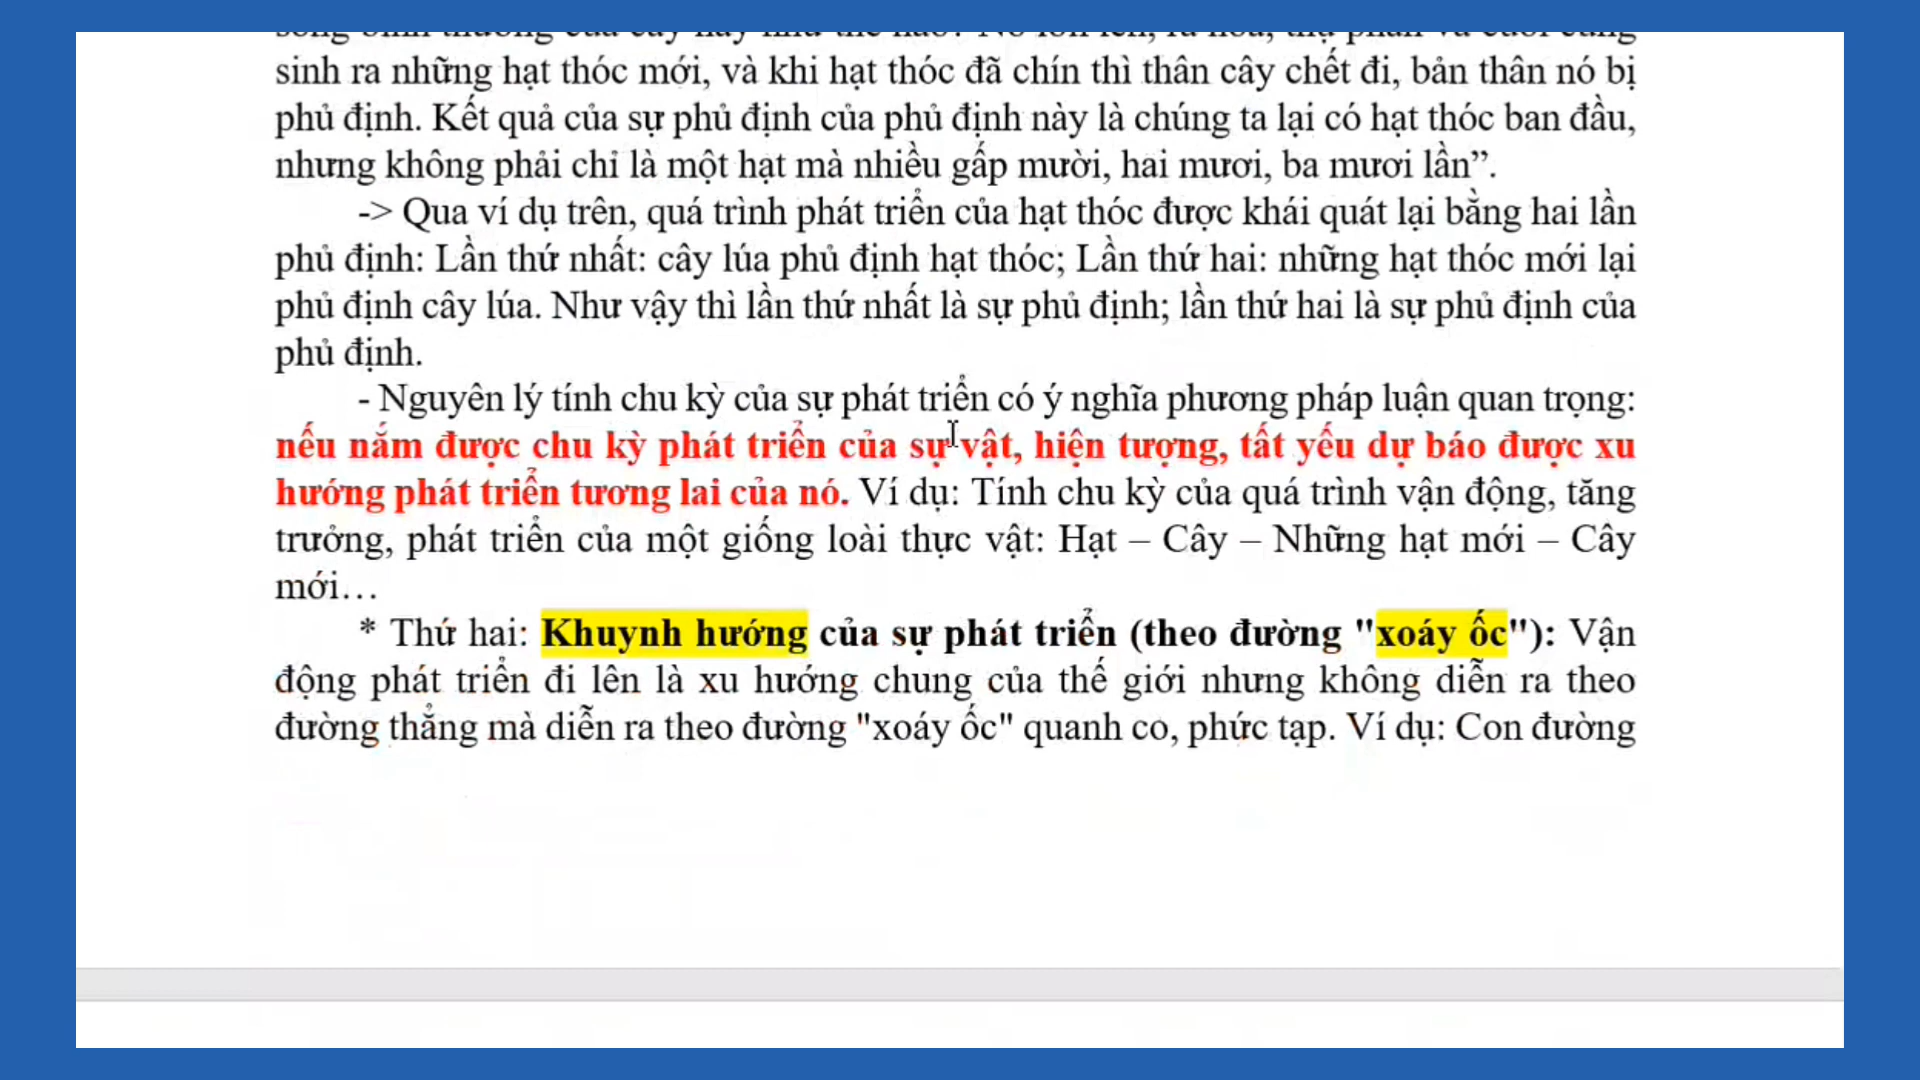 sinh ra những hạt thóc mới, và khi hạt thóc đã chín thì thân cây chết đi, bản thân nó bị
phủ định. Kết quả của sự phủ định của phủ định này là chúng ta lại có hạt thóc ban đầu,
nhưng không phải chỉ là một hạt mà nhiều gấp mười, hai mươi, ba mươi lần”.
-> Qua ví dụ trên, quá trình phát triển của hạt thóc được khái quát lại bằng hai lần
phủ định: Lần thứ nhất: cây lúa phủ định hạt thóc; Lần thứ hai: những hạt thóc mới lại
phủ định cây lúa. Như vậy thì lần thứ nhất là sự phủ định; lần thứ hai là sự phủ định của
phủ định.
- Nguyên lý tính chu kỳ của sự phát triển có ý nghĩa phương pháp luận quan trọng:
nếu nắm được chu kỳ phát triển của sự vật, hiện tượng, tất yếu dự báo được xu
hướng phát triển tương lai của nó. Ví dụ: Tính chu kỳ của quá trình vận động, tăng
trưởng, phát triển của một giống loài thực vật: Hạt – Cây – Những hạt mới – Cây
mới…
* Thứ hai: Khuynh hướng của sự phát triển (theo đường "xoáy ốc"): Vận
động phát triển đi lên là xu hướng chung của thế giới nhưng không diễn ra theo
đường thẳng mà diễn ra theo đường "xoáy ốc" quanh co, phức tạp. Ví dụ: Con đường